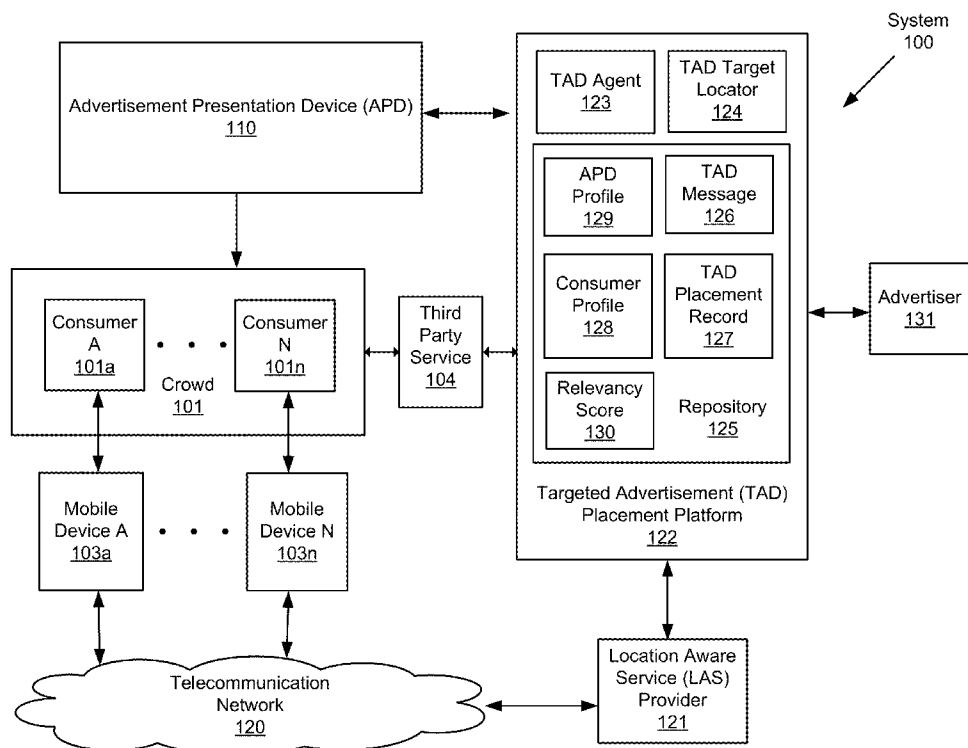 System
100
Advertisement Presentation Device (APD)
110
TAD Agent
123
TAD Target
Locator
124
APD
Profile
129
TAD
Message
126
Consumer
Profile
128
TAD
Placement
Record
127
Relevancy
Score
130
Repository
125
Targeted Advertisement (TAD)
Placement Platform
122
Advertiser
131
Consumer
A
101a
• • •
Consumer
N
101n
Crowd
101
Third
Party
Service
104
Mobile
Device A
103a
• • •
Mobile
Device N
103n
Telecommunication
Network
120
Location Aware
Service (LAS)
Provider
121